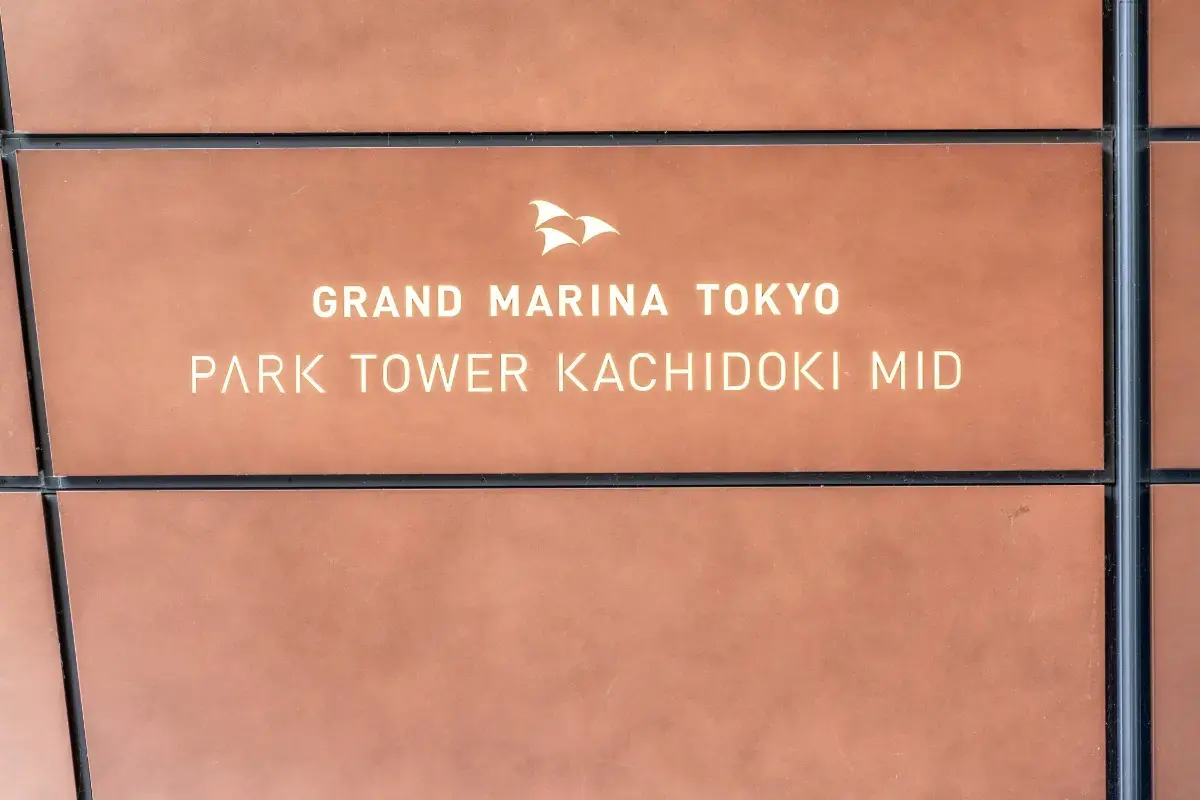 GRAND MARINA TOKYO
PARK TOWER KACHIDOKI MID